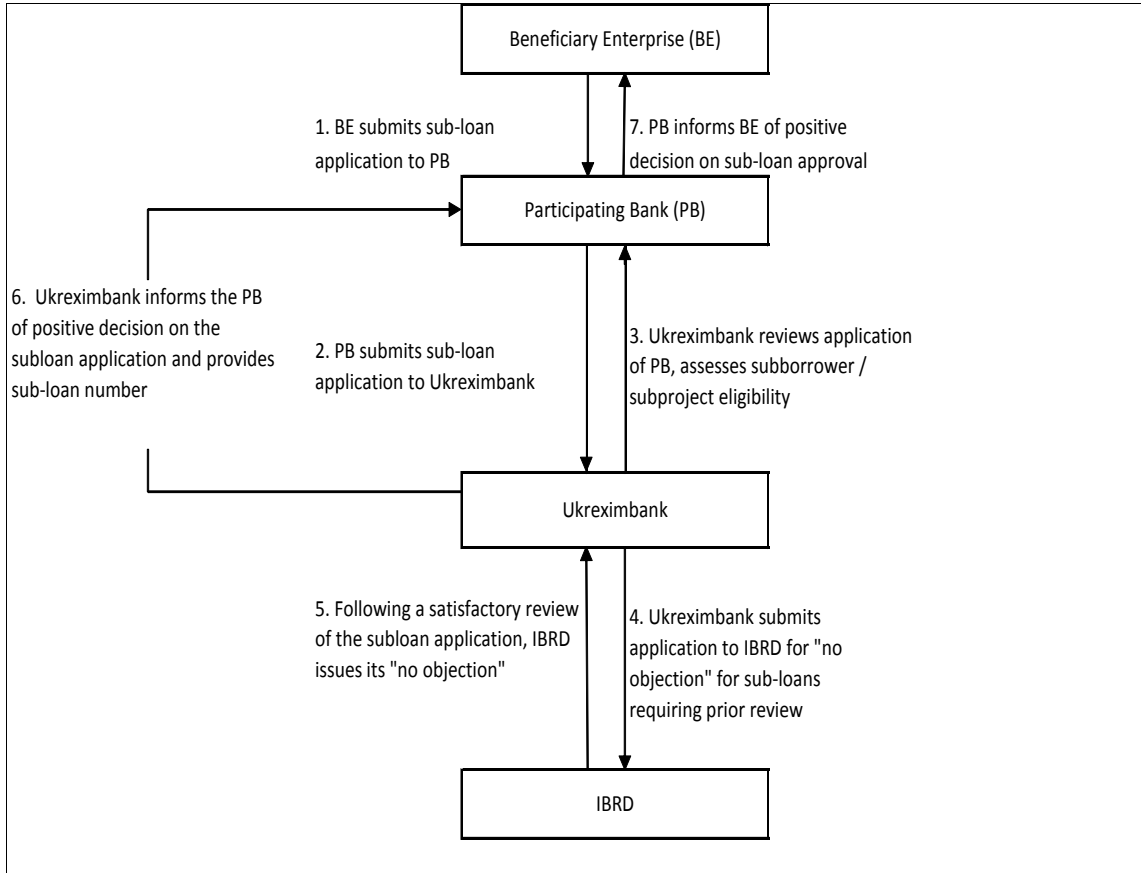 Beneficiary Enterprise (BE)
1. BE submits sub-loan
application to PB
7. PB informs BE of positive
decision on sub-loan approval
Participating Bank (PB)
6.  Ukreximbank informs the PB
of positive decision on the
subloan application and provides
sub-loan number
2. PB submits sub-loan
application to Ukreximbank
3. Ukreximbank reviews application
of PB, assesses subborrower /
subproject eligibility
Ukreximbank
5. Following a satisfactory review
of the subloan application, IBRD
issues its "no objection"
4. Ukreximbank submits
application to IBRD for "no
objection" for sub-loans
requiring prior review
IBRD